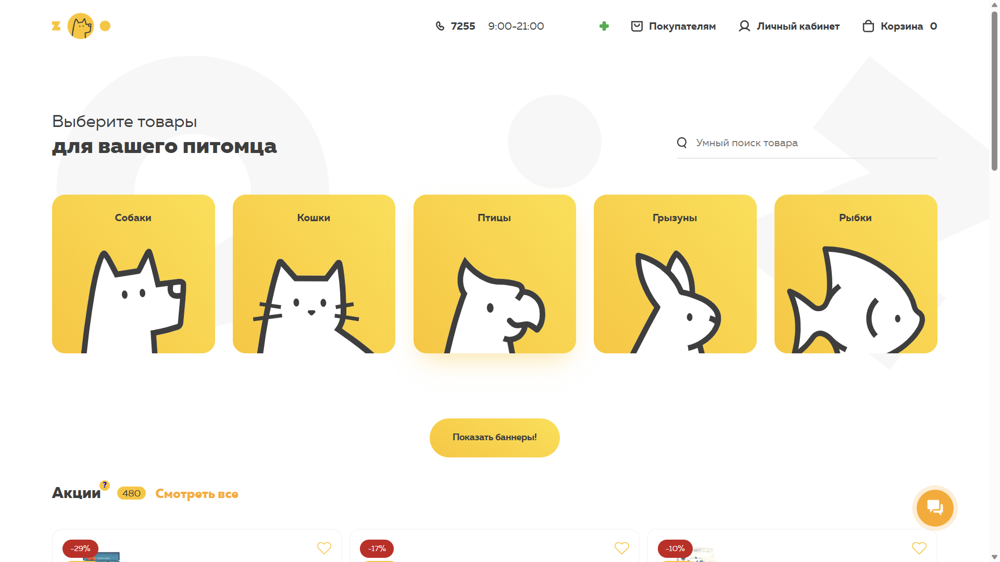 7255 9:00-21:00 Покупателям Личный кабинет Корзина 0
Выберите товары
для вашего питомца
Умный поиск товара
Собаки
Кошки
Птицы
Грызуны
Рыбки
Показать баннеры!
Акции ? 480 Смотреть все
-29%
-17%
-10%